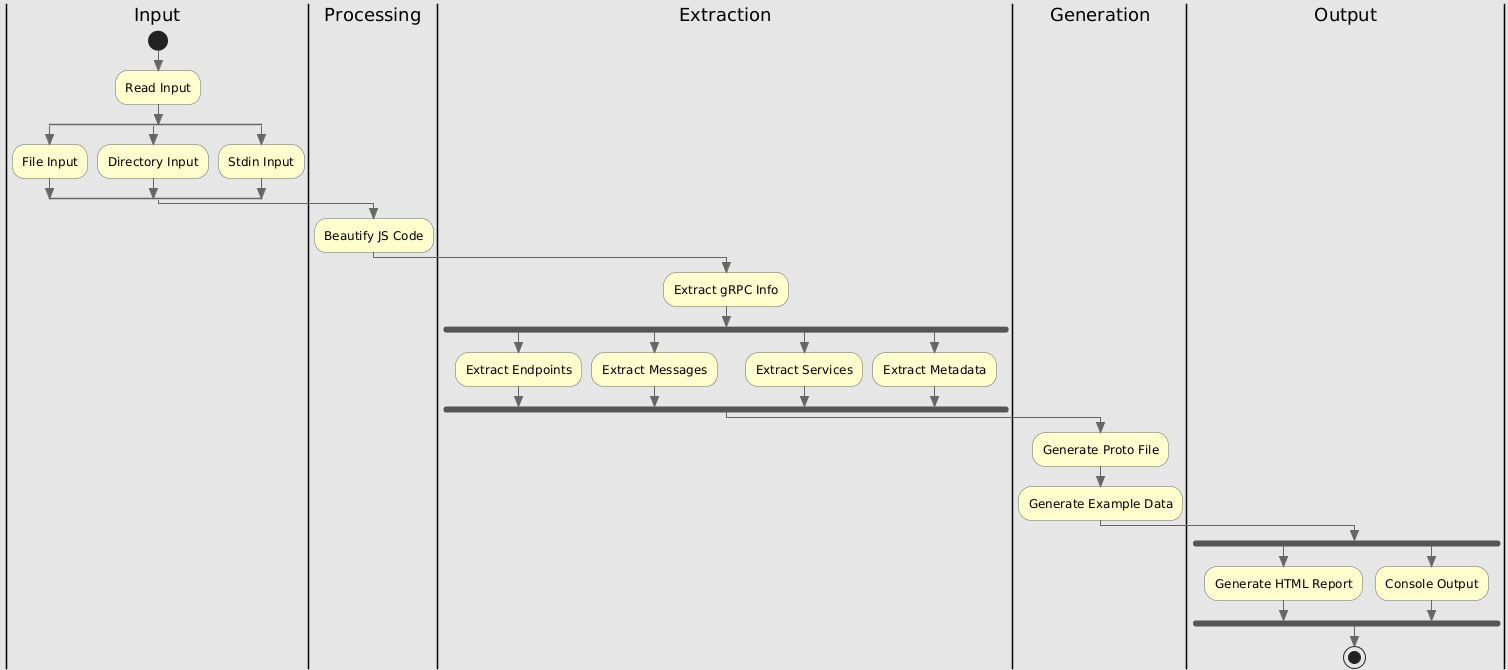 Input
Processing
Extraction
Generation
Output
Read Input
File Input
Directory Input
Stdin Input
Beautify JS Code
Extract gRPC Info
Extract Endpoints
Extract Messages
Extract Services
Extract Metadata
Generate Proto File
Generate Example Data
Generate HTML Report
Console Output